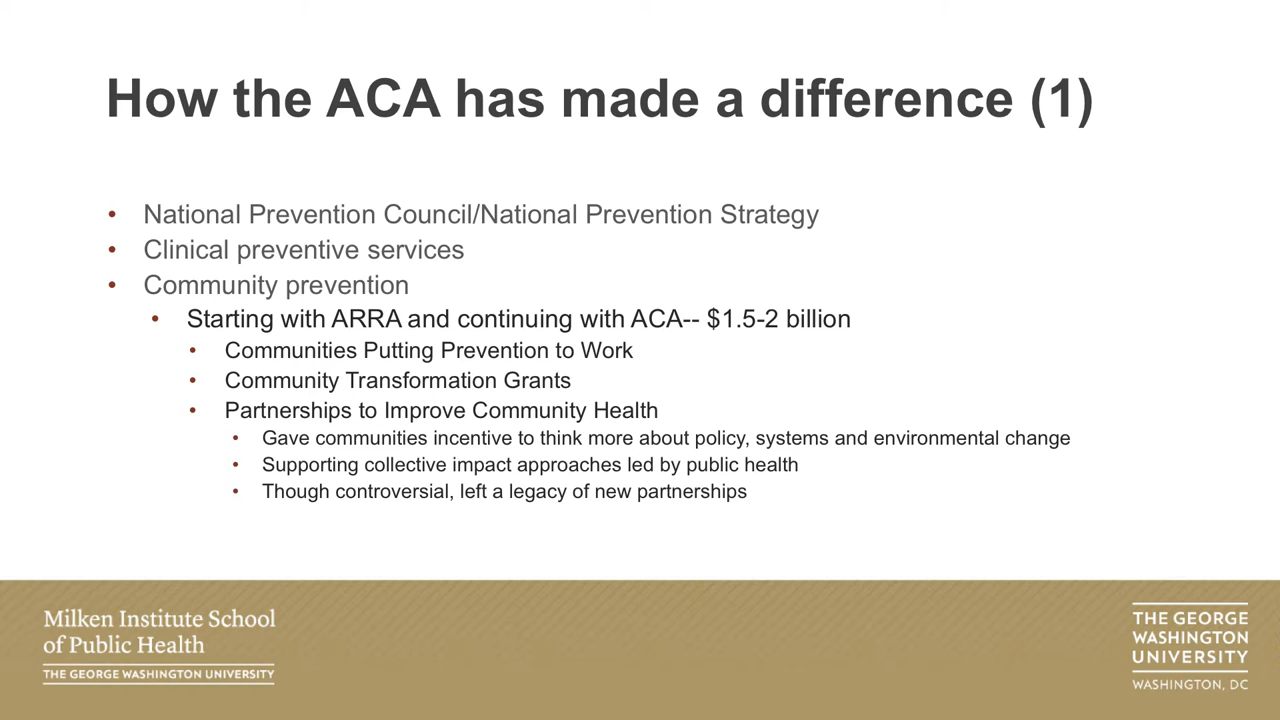 How the ACA has made a difference (1)
• National Prevention Council/National Prevention Strategy
• Clinical preventive services
• Community prevention
• Starting with ARRA and continuing with ACA-- $1.5-2 billion
• Communities Putting Prevention to Work
• Community Transformation Grants
• Partnerships to Improve Community Health
• Gave communities incentive to think more about policy, systems and environmental change
• Supporting collective impact approaches led by public health
• Though controversial, left a legacy of new partnerships
Milken Institute School
of Public Health
THE GEORGE WASHINGTON UNIVERSITY
THE GEORGE
WASHINGTON
UNIVERSITY
WASHINGTON, DC